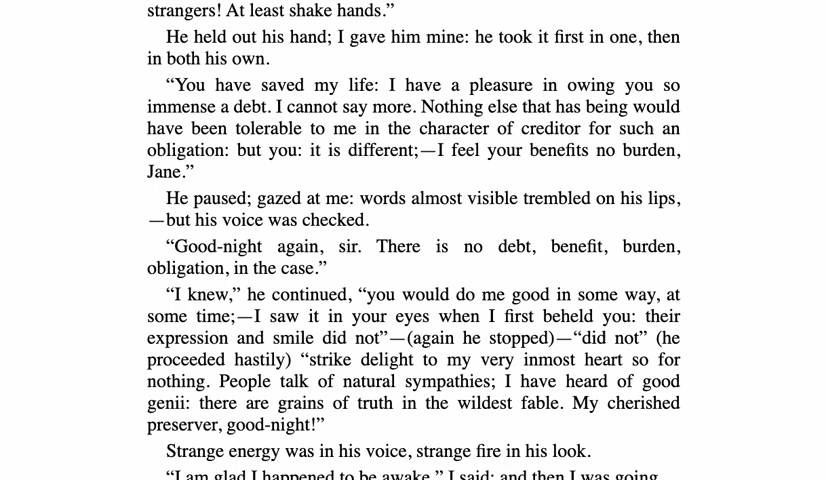 strangers! At least shake hands.”
He held out his hand; I gave him mine: he took it first in one, then
in both his own.
“You have saved my life: I have a pleasure in owing you so
immense a debt. I cannot say more. Nothing else that has being would
have been tolerable to me in the character of creditor for such an
obligation: but you: it is different;—I feel your benefits no burden,
Jane.”
He paused; gazed at me: words almost visible trembled on his lips,
—but his voice was checked.
“Good-night again, sir. There is no debt, benefit, burden,
obligation, in the case.”
“I knew,” he continued, “you would do me good in some way, at
some time;—I saw it in your eyes when I first beheld you: their
expression and smile did not”—(again he stopped)—“did not” (he
proceeded hastily) “strike delight to my very inmost heart so for
nothing. People talk of natural sympathies; I have heard of good
genii: there are grains of truth in the wildest fable. My cherished
preserver, good-night!”
Strange energy was in his voice, strange fire in his look.
“I am glad I happened to be awake,” I said: and then I was going.